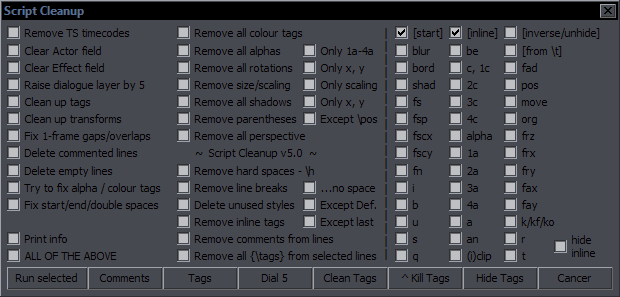 Script Cleanup
Remove TS timecodes Remove all colour tags [start] [inline] [inverse/unhide]
Clear Actor field Remove all alphas Only 1a-4a blur be [from \t]
Clear Effect field Remove all rotations Only x, y bord c, 1c fad
Raise dialogue layer by 5 Remove size/scaling Only scaling shad 2c pos
Clean up tags Remove all shadows Only x, y fs 3c move
Clean up transforms Remove parentheses Except \pos fsp 4c org
Fix 1-frame gaps/overlaps Remove all perspective fscx alpha frz
Delete commented lines ~ Script Cleanup v5.0 ~ fscy 1a frx
Delete empty lines Remove hard spaces - \h fn 2a fry
Try to fix alpha / colour tags Remove line breaks ...no space i 3a fax
Fix start/end/double spaces Delete unused styles Except Def. b 4a fay
Remove inline tags Except last u a k/kf/ko
Print info Remove comments from lines s an r hide
ALL OF THE ABOVE Remove all {\tags} from selected lines q (i)clip t inline
Run selected Comments Tags Dial 5 Clean Tags ^ Kill Tags Hide Tags Cancer